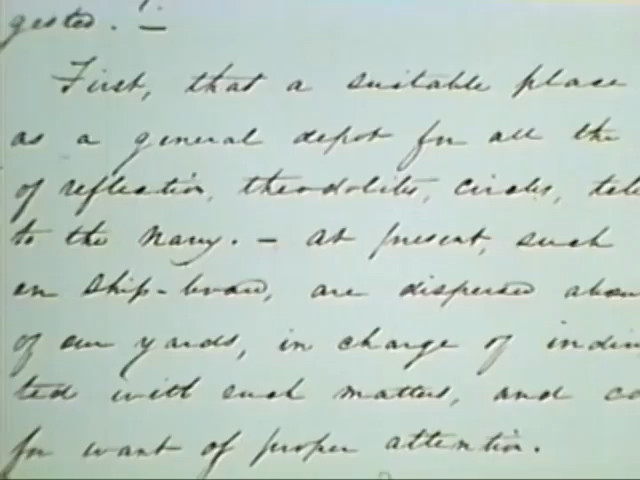 gested. —
First, that a suitable place
as a general depot for all the
of reflection, theodolites, circles, tel
to the Navy. — at present, such
on ship-board, are dispersed abou
of our yards, in charge of indiv
ted with such matters, and co
for want of proper attention.